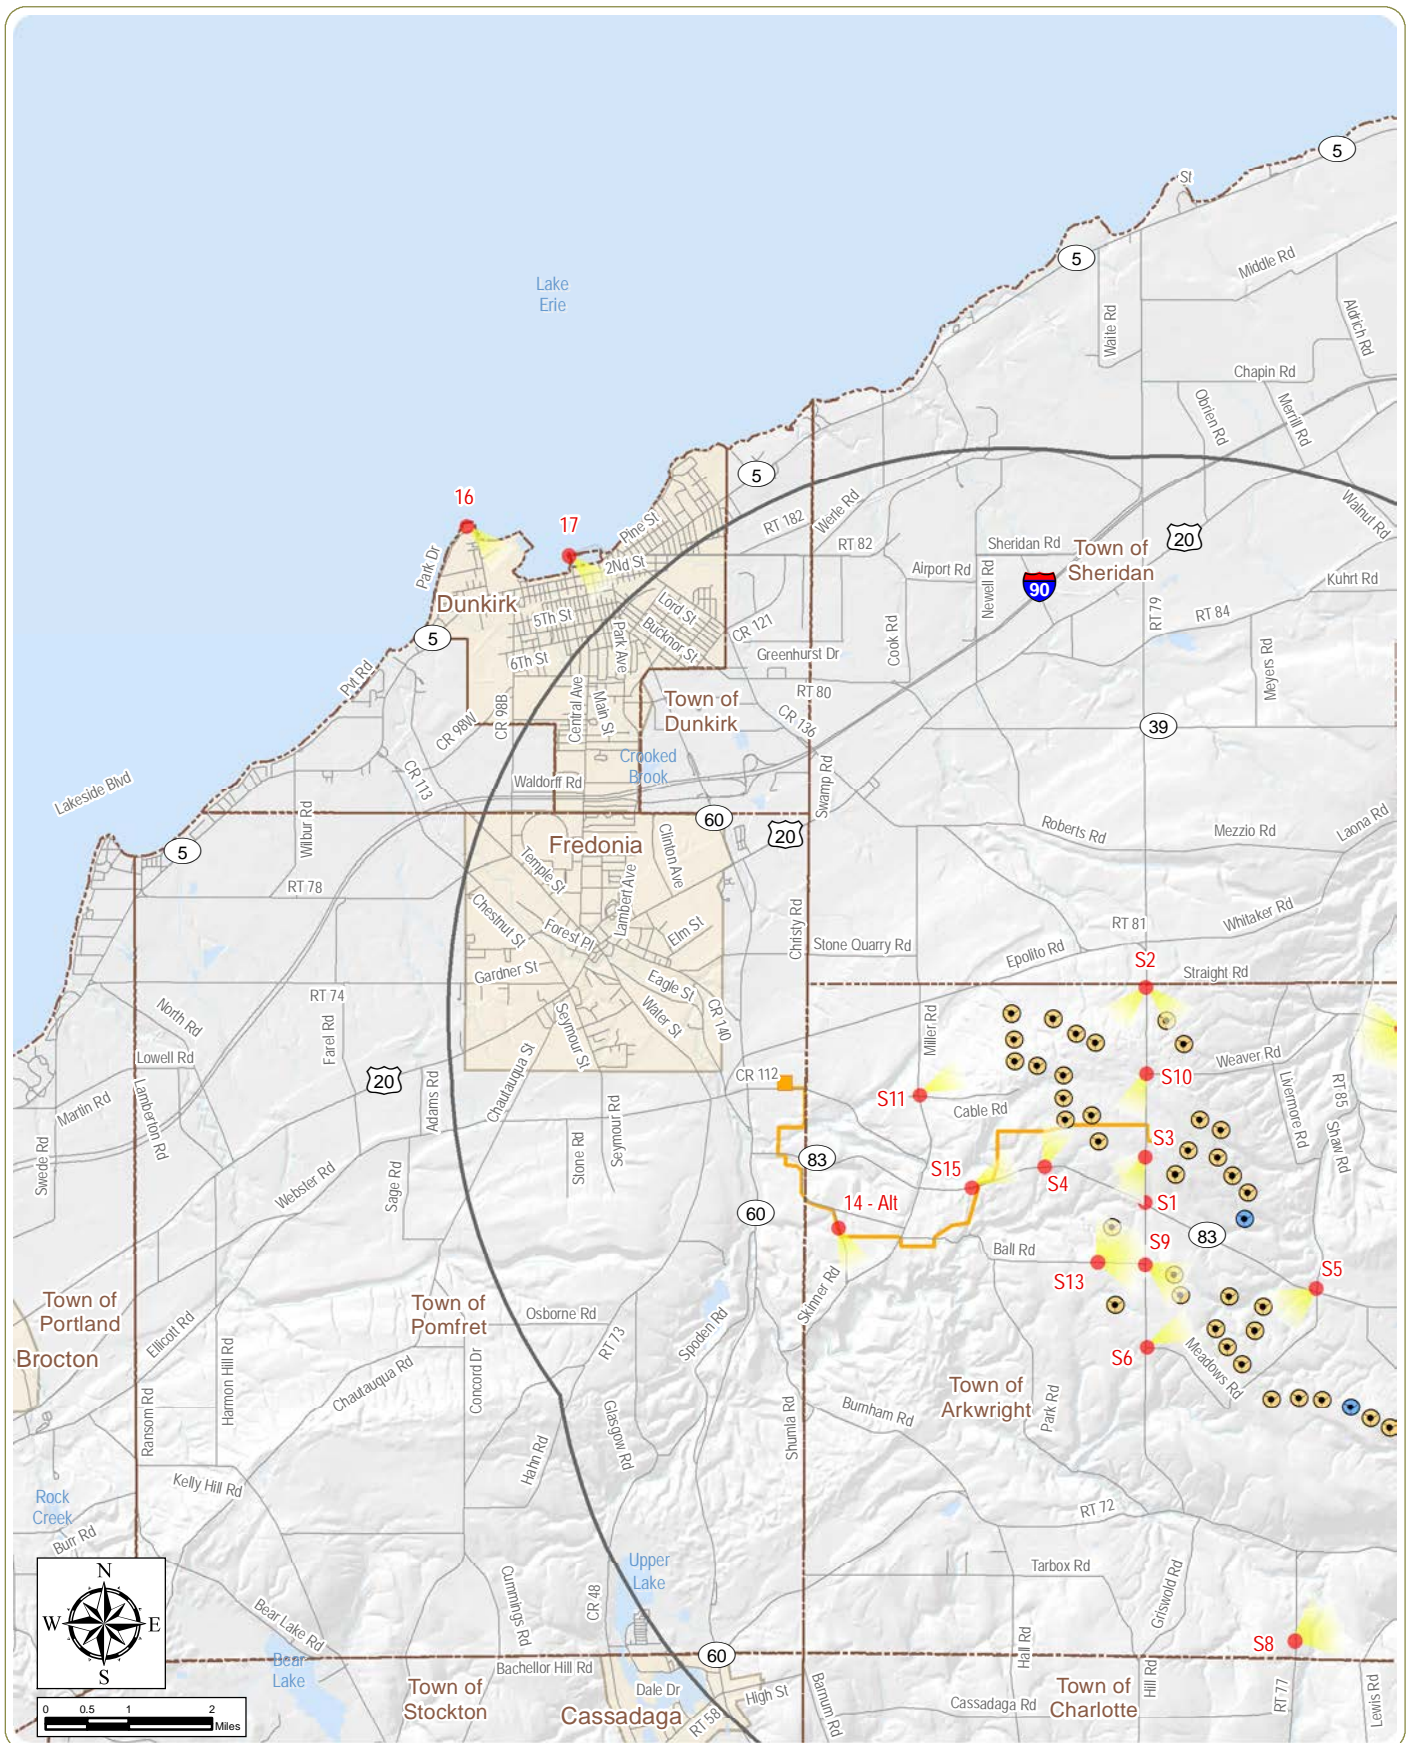 5
St
5
Middle Rd
Lake
Erie
Waite Rd
Aldrich Rd
Chapin Rd
Obrien Rd
Merrill Rd
5
16
17
Pine St
RT 182
Werle Rd
Walnut Rd
20
RT 82
Sheridan Rd
Town of
Sheridan
Park Dr
2Nd St
Airport Rd
Newell Rd
90
Kuhrt Rd
Dunkirk
5Th St
Lord St
Bucknor St
CR 121
Cook Rd
RT 79
RT 84
5
Park Ave
6Th St
Greenhurst Dr
Meyers Rd
Pvt Rd
Central Ave
Main St
Town of
Dunkirk
RT 80
CR 136
CR 98W
CR 98B
39
CR 113
Waldorff Rd
Crooked
Brook
Swamp Rd
Lakeside Blvd
Wilbur Rd
60
20
Roberts Rd
Mezzio Rd
Laona Rd
5
Fredonia
Clinton Ave
Temple St
Lambert Ave
RT 78
Chestnut St
Forest Pl
Elm St
Christy Rd
Stone Quarry Rd
Epolito Rd
RT 81
Whitaker Rd
S2
Straight Rd
Gardner St
Eagle St
Water St
CR 140
RT 74
North Rd
Farel Rd
Seymour St
Miller Rd
Lowell Rd
Weaver Rd
20
Adams Rd
Chautauqua St
CR 112
S10
Livermore Rd
RT 85
Martin Rd
Lamberton Rd
S11
Cable Rd
Shaw Rd
Swede Rd
Seymour Rd
Stone Rd
S3
83
S15
S4
Webster Rd
Sage Rd
14 - Alt
S1
60
83
Ball Rd
S9
S13
S5
Town of
Portland
Town of
Pomfret
Osborne Rd
Skinner Rd
Spoden Rd
RT 73
Ellicott Rd
Harmon Hill Rd
Brocton
Chautauqua Rd
Concord Dr
S6
Meadows Rd
Town of
Arkwright
Ransom Rd
Glasgow Rd
Shumla Rd
Burnham Rd
Park Rd
Hahn Rd
Kelly Hill Rd
Rock
Creek
RT 72
Burr Rd
N
W
E
S
Upper
Lake
Tarbox Rd
Cummings Rd
CR 48
Griswold Rd
Bear Lake Rd
Bear
Lake
60
Hall Rd
S8
Bachellor Hill Rd
Town of
Stockton
Dale Dr
High St
Cassadaga
RT 58
Barnum Rd
Cassadaga Rd
Town of
Charlotte
Hill Rd
RT 77
Lewis Rd
0 0.5 1 2
Miles